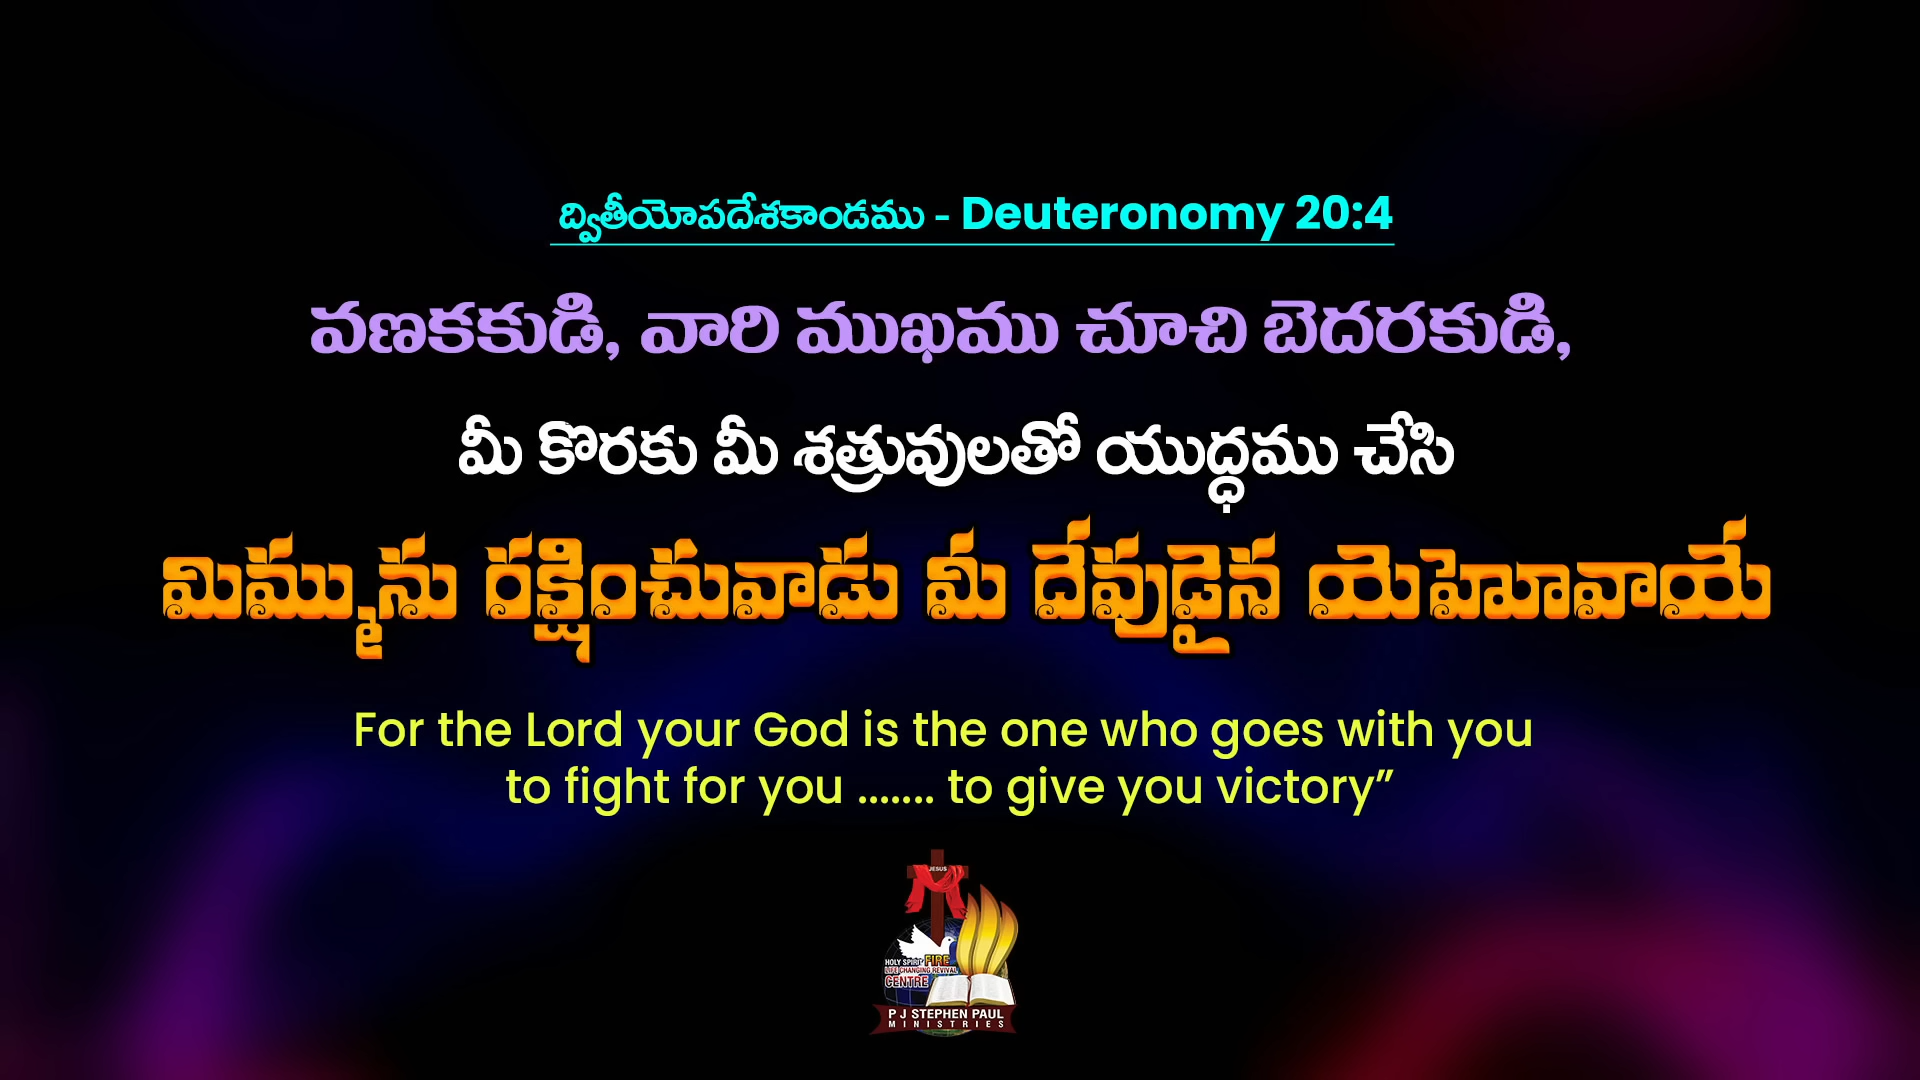 ద్వితీయోపదేశకాండము - Deuteronomy 20:4
వణకకుడి, వారి ముఖము చూచి బెదరకుడి,
మీ కొరకు మీ శత్రువులతో యుద్ధము చేసి
మిమ్మును రక్షించువాడు మీ దేవుడైన యెహోవాయే
For the Lord your God is the one who goes with you
to fight for you ....... to give you victory”
JESUS
HOLY SPIRIT FIRE
LIFE CHANGING REVIVAL
CENTRE
P J STEPHEN PAUL
MINISTRIES